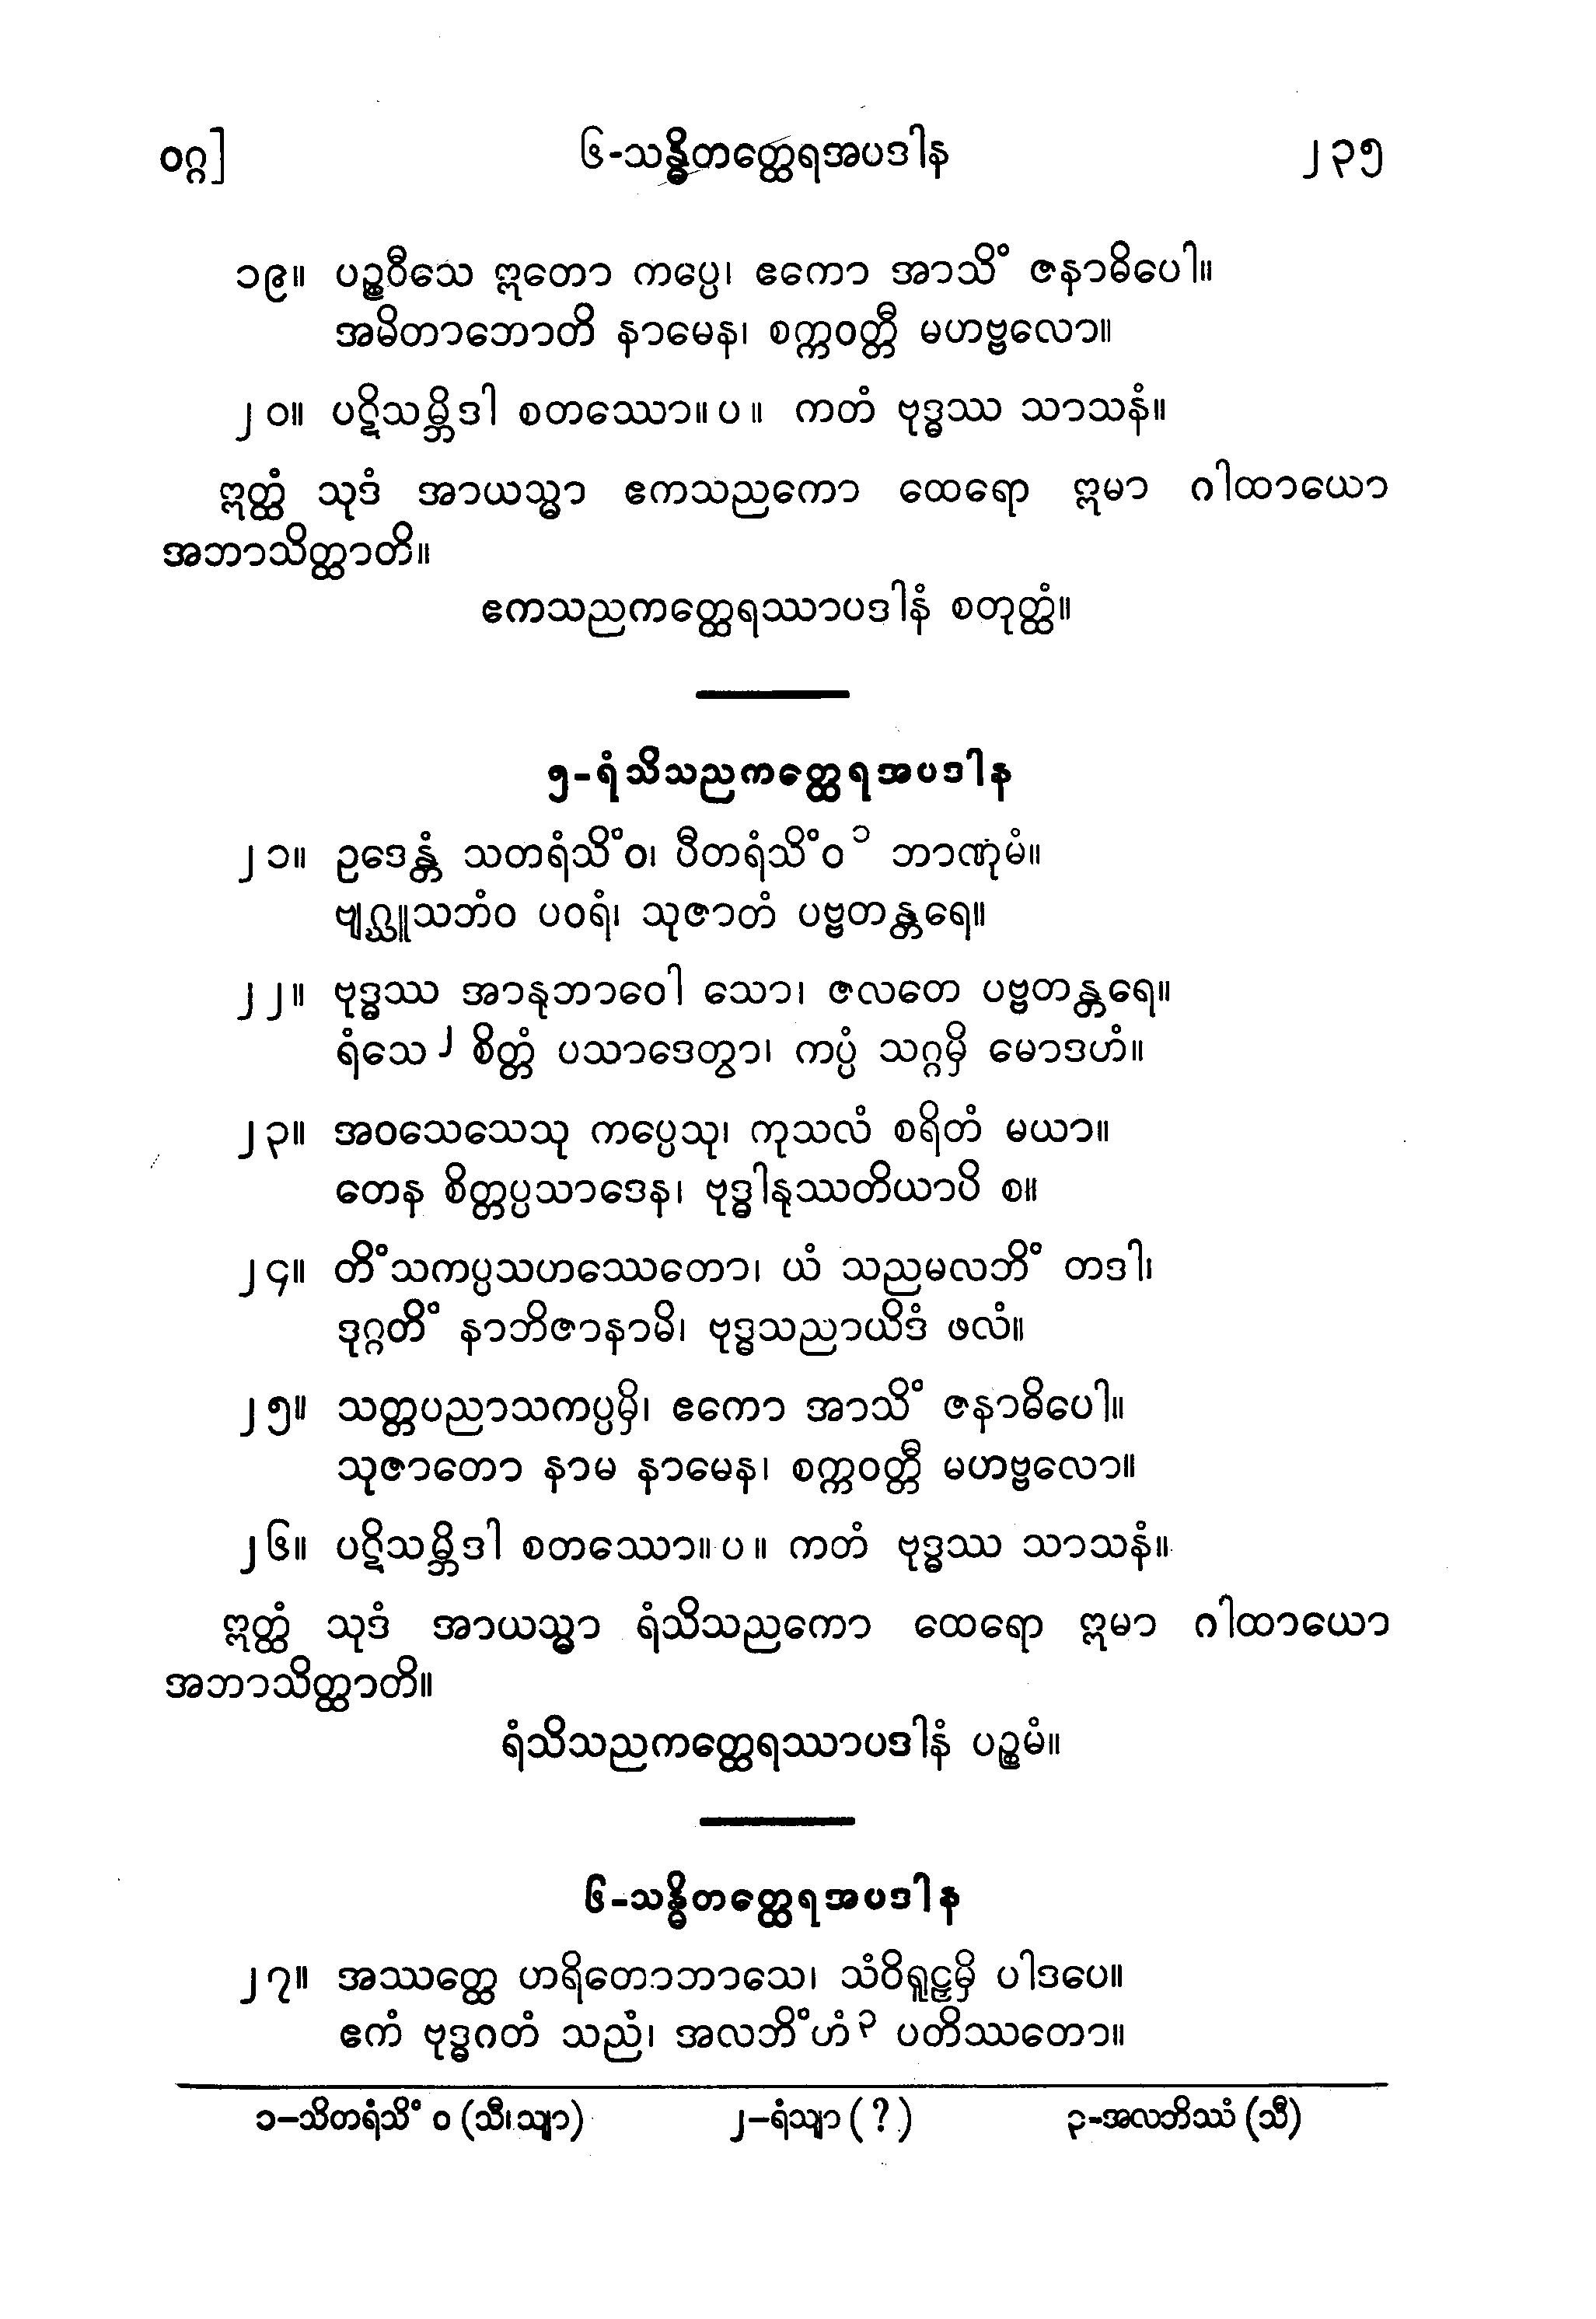 ဝဂ္ဂ] ၆-သန္ဓိတတ္ထေရအပဒါန ၂၃၅
၁၉။ ပဉ္စဝီသေ ဣတော ကပ္ပေ၊ ဧကော အာသိံ ဇနာဓိပေါ။
အမိတာဘောတိ နာမေန၊ စက္ကဝတ္တီ မဟဗ္ဗလော။
၂၀။ ပဋိသမ္ဘိဒါ စတဿော။ပ။ ကတံ ဗုဒ္ဓဿ သာသနံ။
ဣတ္ထံ သုဒံ အာယသ္မာ ဧကသညကော ထေရော ဣမာ ဂါထာယော
အဘာသိတ္ထာတိ။
ဧကသညကတ္ထေရဿာပဒါနံ စတုတ္ထံ။
၅-ရံသိသညကတ္ထေရအပဒါန
၂၁။ ဥဒေန္တံ သတရံသိံဝ၊ ပီတရံသိံဝ ၁ ဘာဏုမံ။
ဗျဂ္ဃူသဘံဝ ပဝရံ၊ သုဇာတံ ပဗ္ဗတန္တရေ။
၂၂။ ဗုဒ္ဓဿ အာနုဘာဝေါ သော၊ ဇလတေ ပဗ္ဗတန္တရေ။
ရံသေ ၂ စိတ္တံ ပသာဒေတွာ၊ ကပ္ပံ သဂ္ဂမှိ မောဒဟံ။
၂၃။ အဝသေသေသု ကပ္ပေသု၊ ကုသလံ စရိတံ မယာ။
တေန စိတ္တပ္ပသာဒေန၊ ဗုဒ္ဓါနုဿတိယာပိ စ။
၂၄။ တိံသကပ္ပသဟဿေတော၊ ယံ သညမလဘိံ တဒါ၊
ဒုဂ္ဂတိံ နာဘိဇာနာမိ၊ ဗုဒ္ဓသညာယိဒံ ဖလံ။
၂၅။ သတ္တပညာသကပ္ပမှိ၊ ဧကော အာသိံ ဇနာဓိပေါ။
သုဇာတော နာမ နာမေန၊ စက္ကဝတ္တီ မဟဗ္ဗလော။
၂၆။ ပဋိသမ္ဘိဒါ စတဿော။ပ။ ကတံ ဗုဒ္ဓဿ သာသနံ။
ဣတ္ထံ သုဒံ အာယသ္မာ ရံသိသညကော ထေရော ဣမာ ဂါထာယော
အဘာသိတ္ထာတိ။
ရံသိသညကတ္ထေရဿာပဒါနံ ပဉ္စမံ။
၆-သန္ဓိတတ္ထေရအပဒါန
၂၇။ အဿတ္ထေ ဟရိတောဘာသေ၊ သံဝိရူဠှမှိ ပါဒပေ။
ဧကံ ဗုဒ္ဓဂတံ သညံ၊ အလဘိံဟံ ၃ ပတိဿတော။
၁–သိတရံသိံ ဝ (သီ၊သျာ) ၂–ရံသျာ (?) ၃-အလဘိဿံ (သီ)